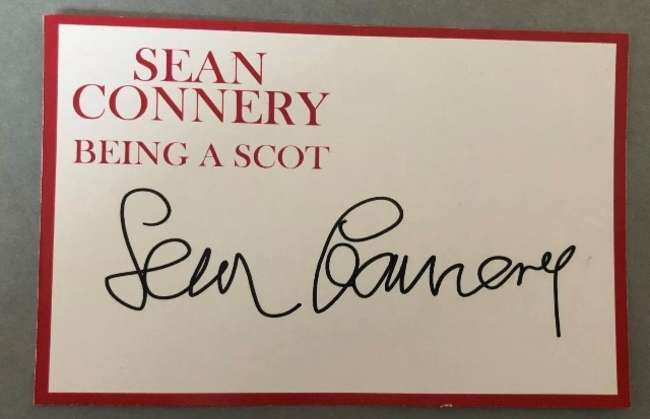 SEAN
CONNERY
BEING A SCOT
Sean Connery